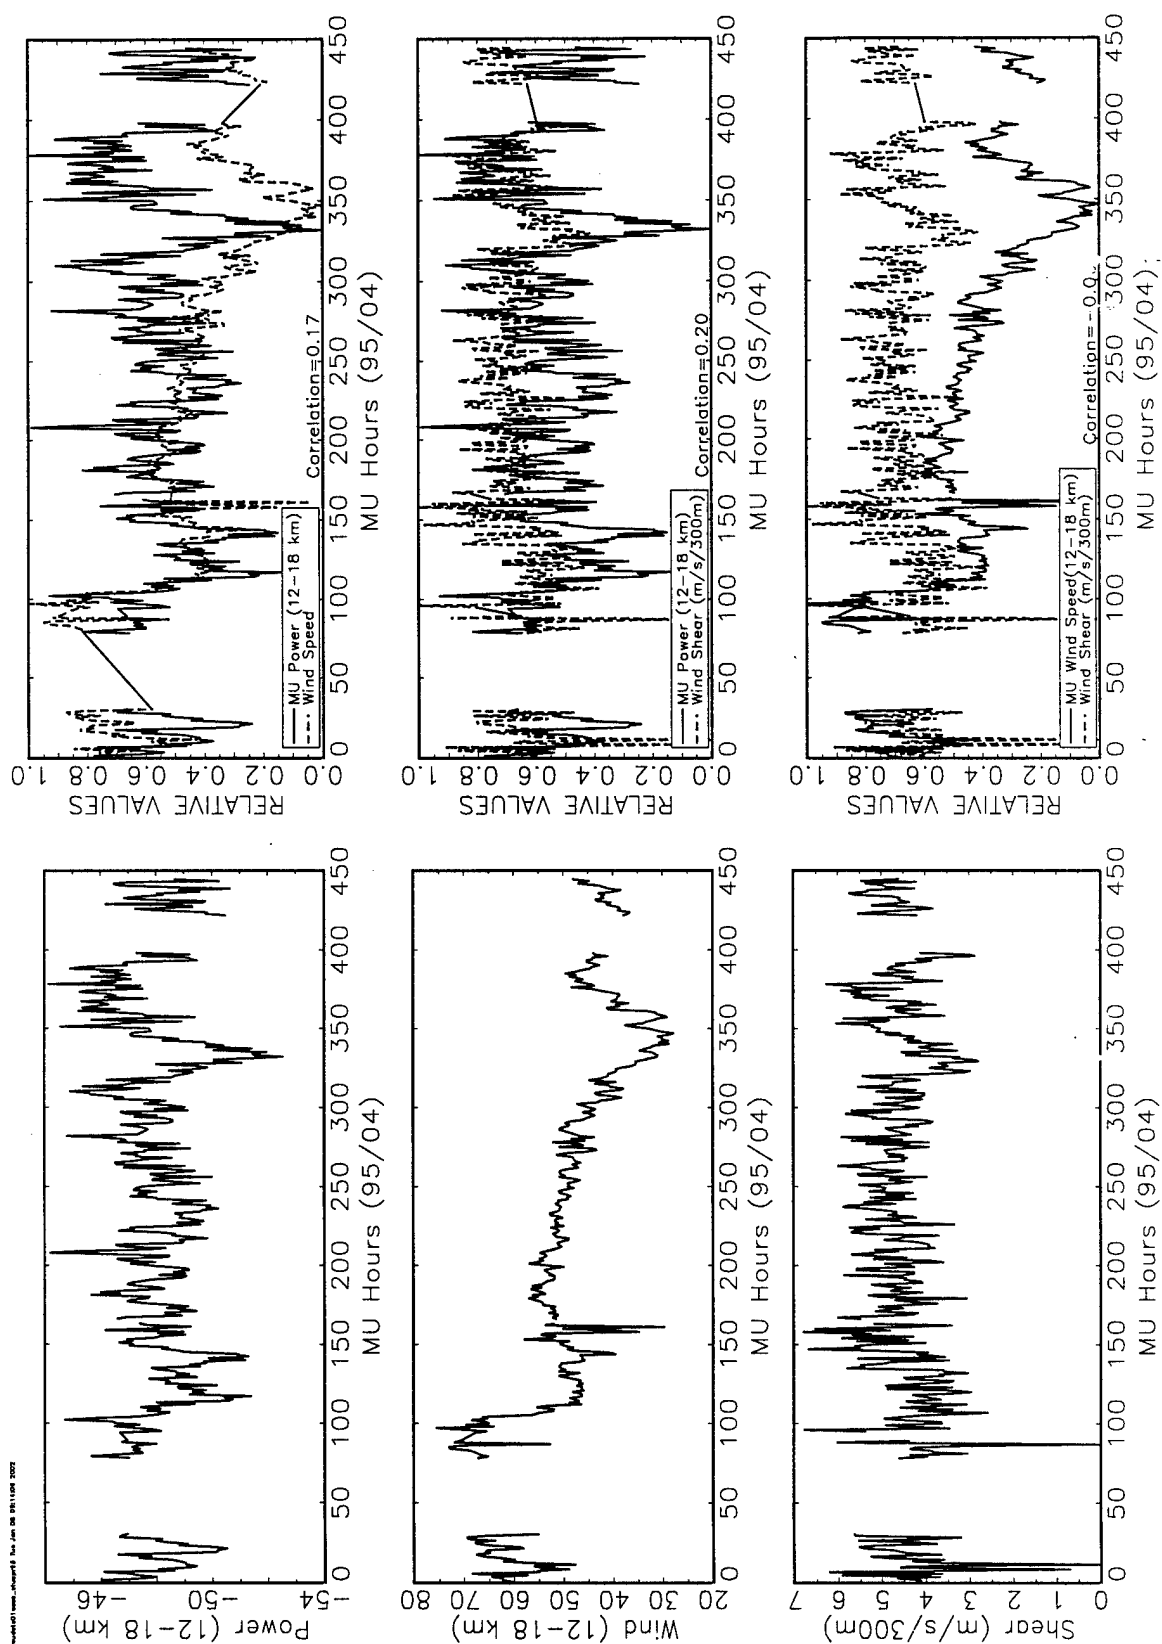 Power (12-18 km)
-46
-50
-54
0 50 100 150 200 250 300 350 400 450
MU Hours (95/04)
RELATIVE VALUES
1.0
0.8
0.6
0.4
0.2
0.0
MU Power (12-18 km)
Wind Speed
Correlation=0.17
0 50 100 150 200 250 300 350 400 450
MU Hours (95/04)
Wind (12-18 km)
80
70
60
50
40
30
20
0 50 100 150 200 250 300 350 400 450
MU Hours (95/04)
RELATIVE VALUES
1.0
0.8
0.6
0.4
0.2
0.0
MU Power (12-18 km)
Wind Shear (m/s/300m)
Correlation=0.20
0 50 100 150 200 250 300 350 400 450
MU Hours (95/04)
Shear (m/s/300m)
7
6
5
4
3
2
1
0
0 50 100 150 200 250 300 350 400 450
MU Hours (95/04)
RELATIVE VALUES
1.0
0.8
0.6
0.4
0.2
0.0
MU Wind Speed(12-18 km)
Wind Shear (m/s/300m)
Correlation=-0.0
0 50 100 150 200 250 300 350 400 450
MU Hours (95/04)